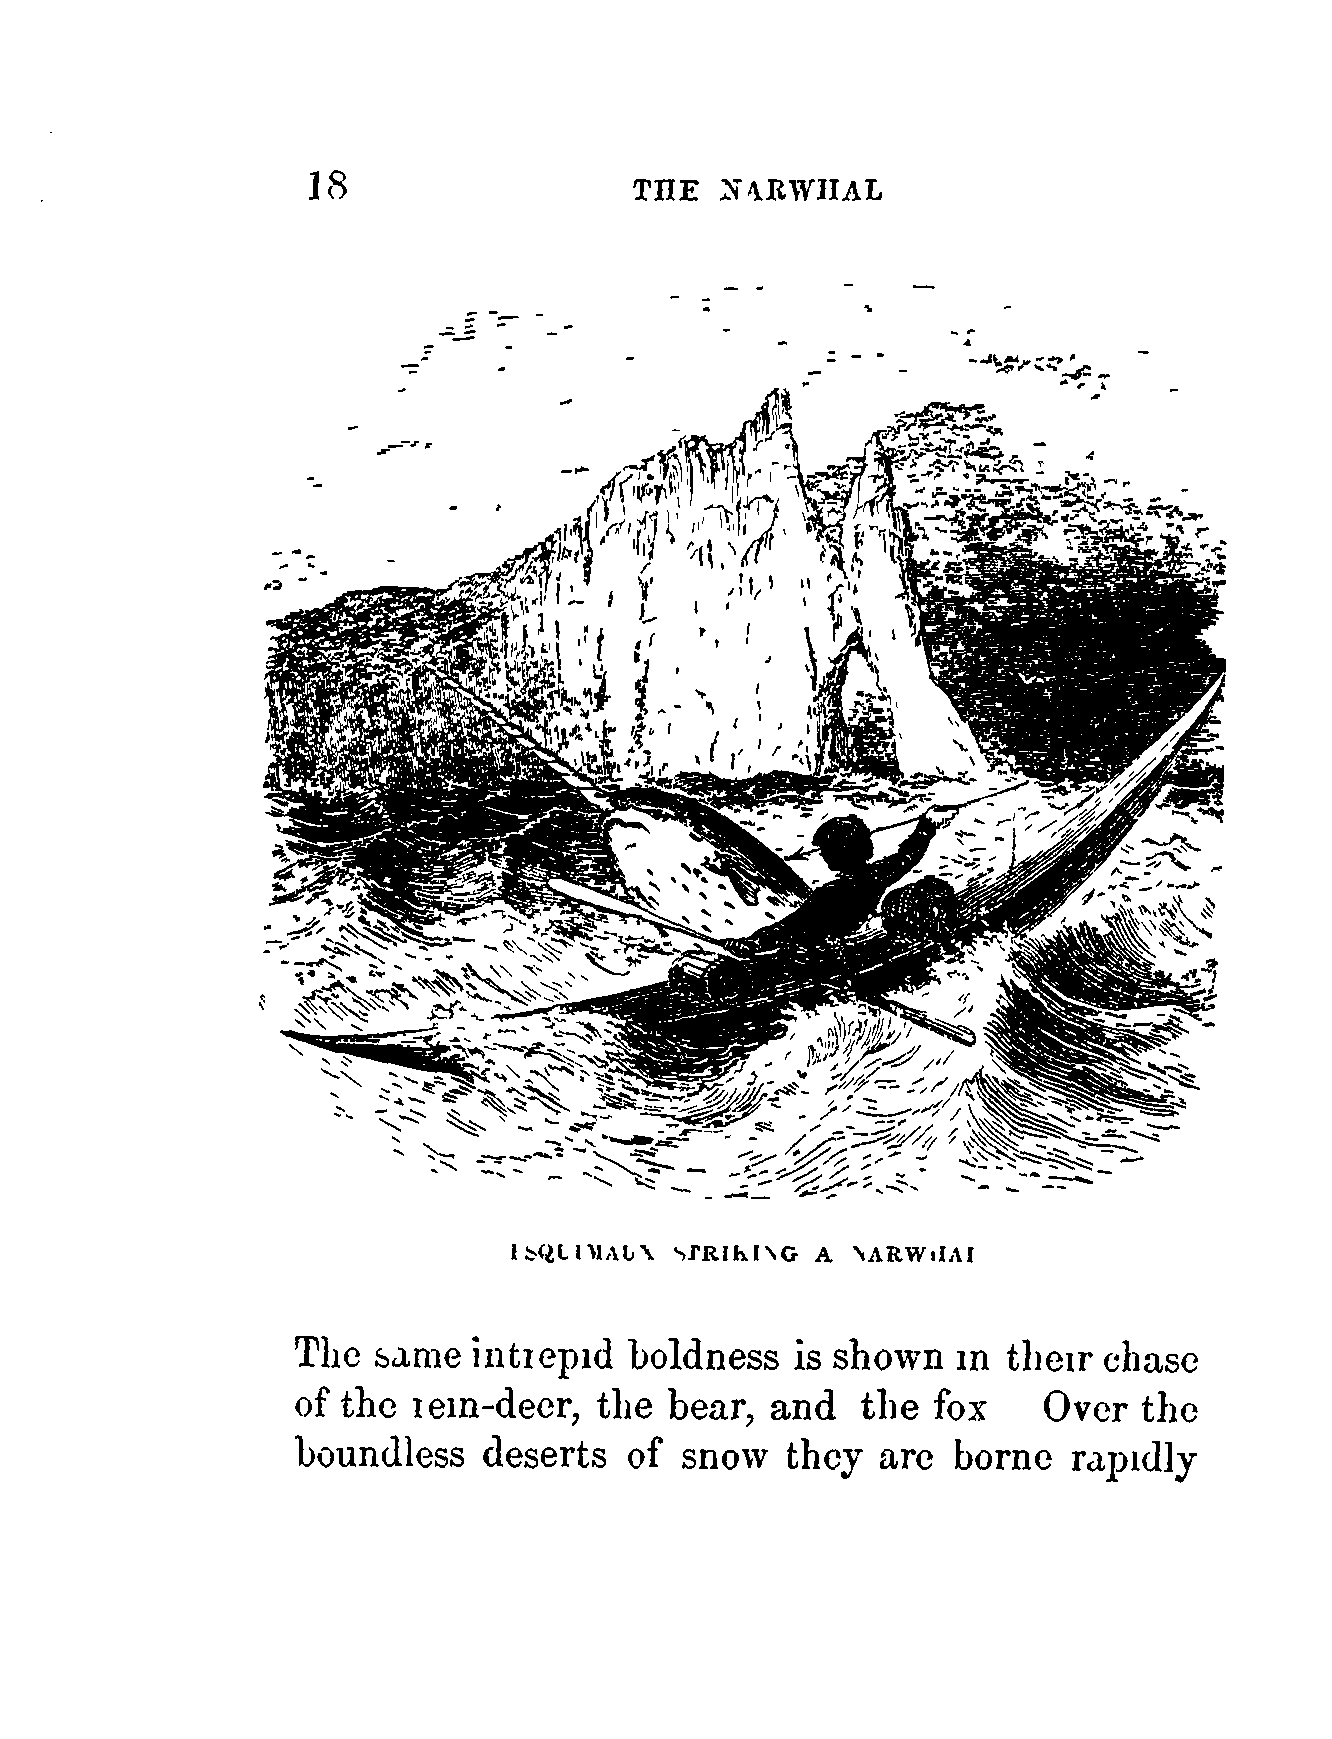 18 THE NARWHAL
ESQUIMAUX STRIKING A NARWHAL
The same intrepid boldness is shown in their chase
of the rein-deer, the bear, and the fox Over the
boundless deserts of snow they are borne rapidly